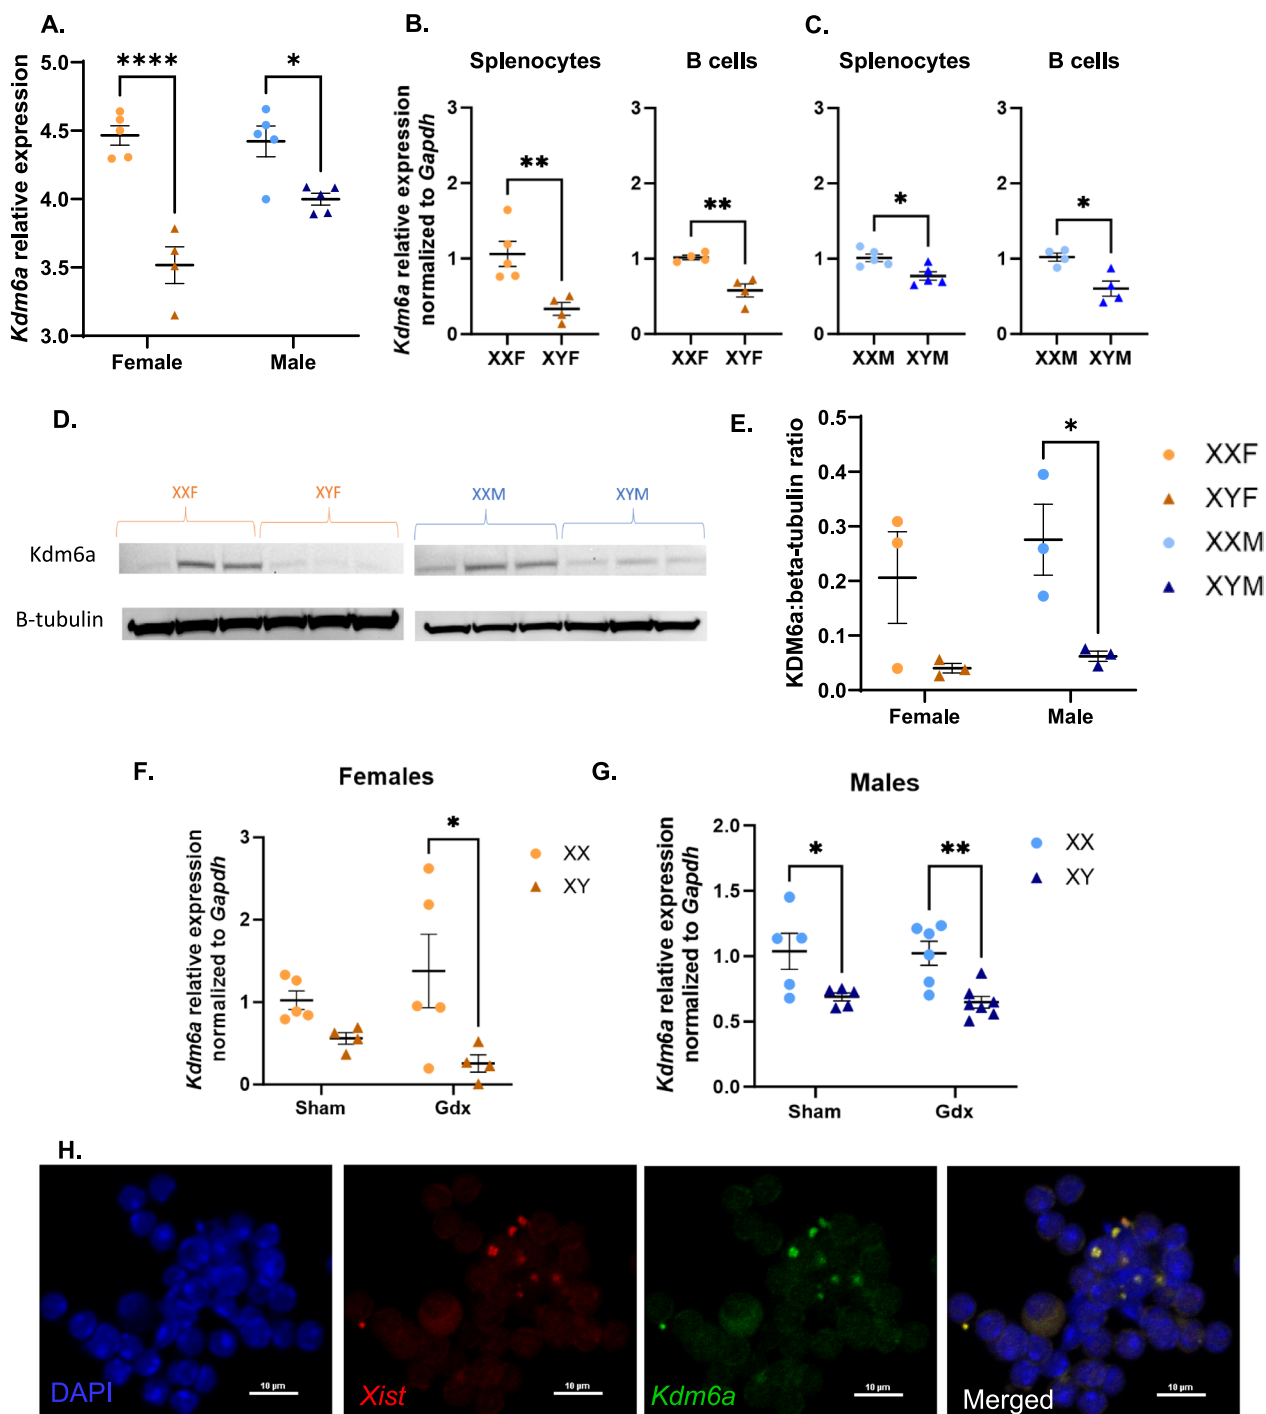 A.
Kdm6a relative expression
5.0
4.5
4.0
3.5
3.0
****
*
Female
Male
B.
Splenocytes
B cells
Kdm6a relative expression
normalized to Gapdh
3
2
1
0
**
XXF XYF
3
2
1
0
**
XXF XYF
C.
Splenocytes
B cells
3
2
1
0
*
XXM XYM
3
2
1
0
*
XXM XYM
D.
XXF
XYF
XXM
XYM
Kdm6a
B-tubulin
E.
KDM6a:beta-tubulin ratio
0.5
0.4
0.3
0.2
0.1
0.0
*
Female
Male
XXF
XYF
XXM
XYM
F.
Females
Kdm6a relative expression
normalized to Gapdh
3
2
1
0
*
Sham
Gdx
XX
XY
G.
Males
Kdm6a relative expression
normalized to Gapdh
2.0
1.5
1.0
0.5
0.0
*
**
Sham
Gdx
XX
XY
H.
DAPI
10 µm
Xist
10 µm
Kdm6a
10 µm
Merged
10 µm